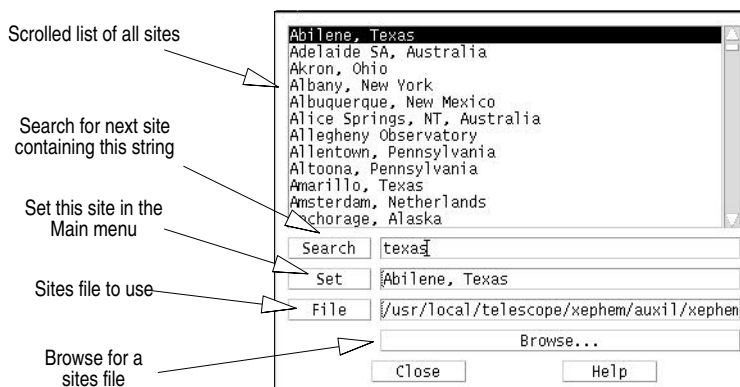 Scrolled list of all sites
Search for next site
containing this string
Set this site in the
Main menu
Sites file to use
Browse for a
sites file
Abilene, Texas
Adelaide SA, Australia
Akron, Ohio
Albany, New York
Albuquerque, New Mexico
Alice Springs, NT, Australia
Allegheny Observatory
Allentown, Pennsylvania
Altoona, Pennsylvania
Amarillo, Texas
Amsterdam, Netherlands
Anchorage, Alaska
Search texas
Set Abilene, Texas
File /usr/local/telescope/xephem/auxil/xephem
Browse...
Close Help